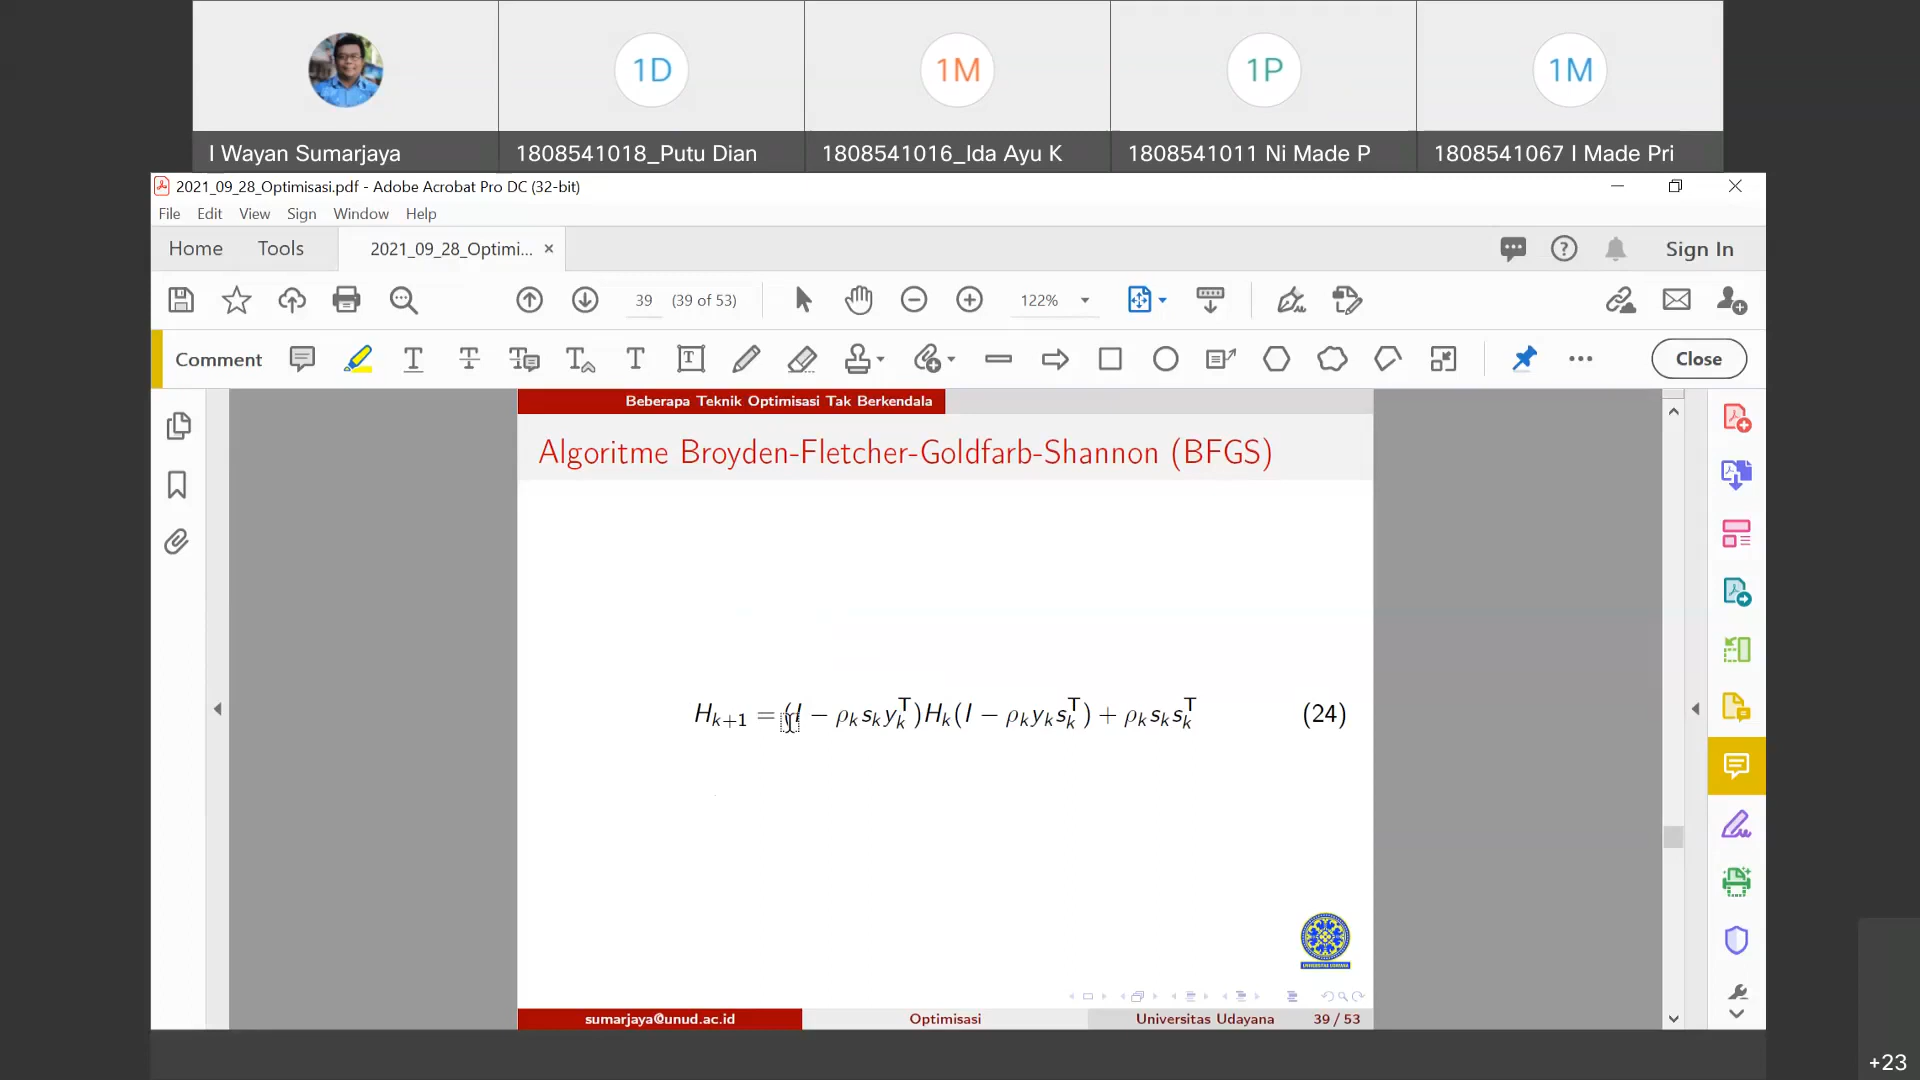 1D
1M
1P
1M
I Wayan Sumarjaya
1808541018_Putu Dian
1808541016_Ida Ayu K
1808541011 Ni Made P
1808541067 I Made Pri
2021_09_28_Optimisasi.pdf - Adobe Acrobat Pro DC (32-bit)
File Edit View Sign Window Help
Home Tools 2021_09_28_Optimi... × Sign In
39 (39 of 53) 122%
Comment Close
Beberapa Teknik Optimisasi Tak Berkendala
Algoritme Broyden-Fletcher-Goldfarb-Shannon (BFGS)
H_{k+1} = (I − ρ_k s_k y_k^T)H_k(I − ρ_k y_k s_k^T) + ρ_k s_k s_k^T (24)
UNIVERSITAS UDAYANA
sumarjaya@unud.ac.id Optimisasi Universitas Udayana 39 / 53
+23